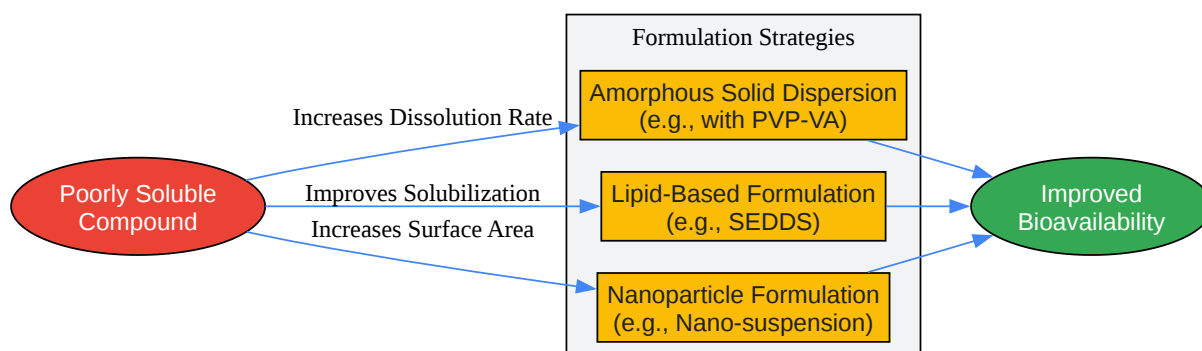 Formulation Strategies
Increases Dissolution Rate
Amorphous Solid Dispersion
(e.g., with PVP-VA)
Poorly Soluble
Compound
Improves Solubilization
Lipid-Based Formulation
(e.g., SEDDS)
Improved
Bioavailability
Increases Surface Area
Nanoparticle Formulation
(e.g., Nano-suspension)